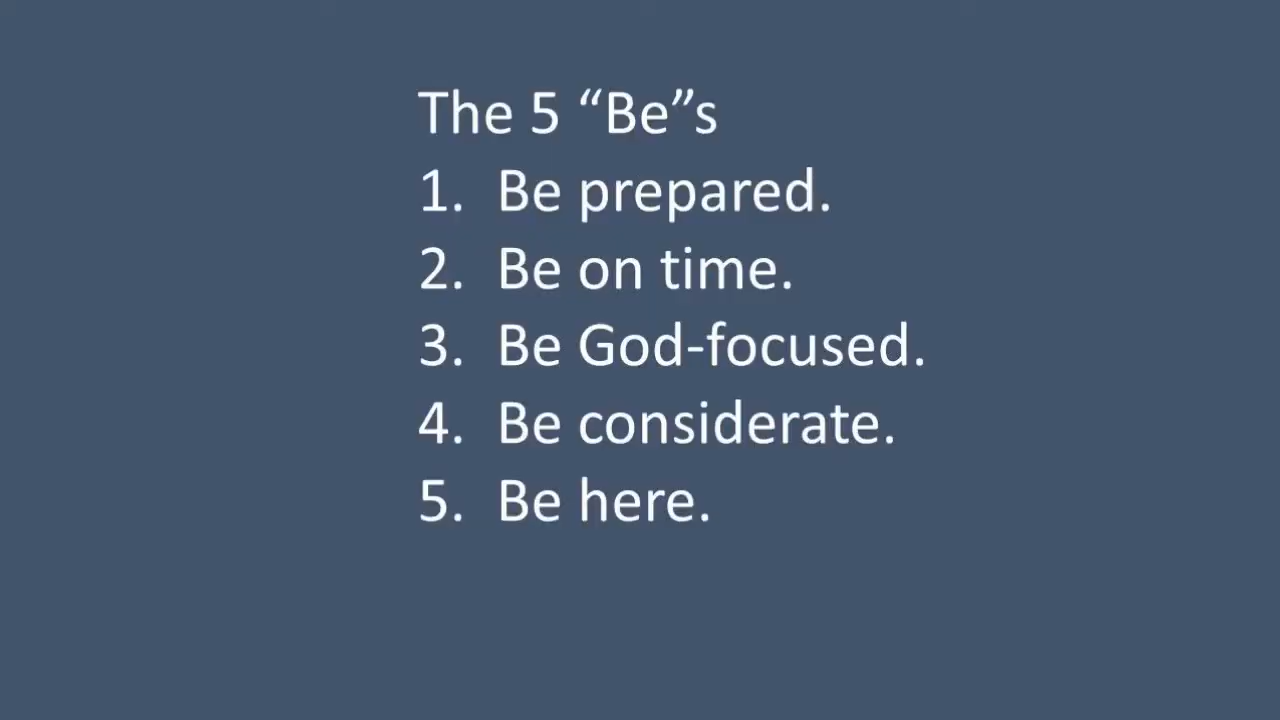 The 5 “Be”s
1. Be prepared.
2. Be on time.
3. Be God-focused.
4. Be considerate.
5. Be here.